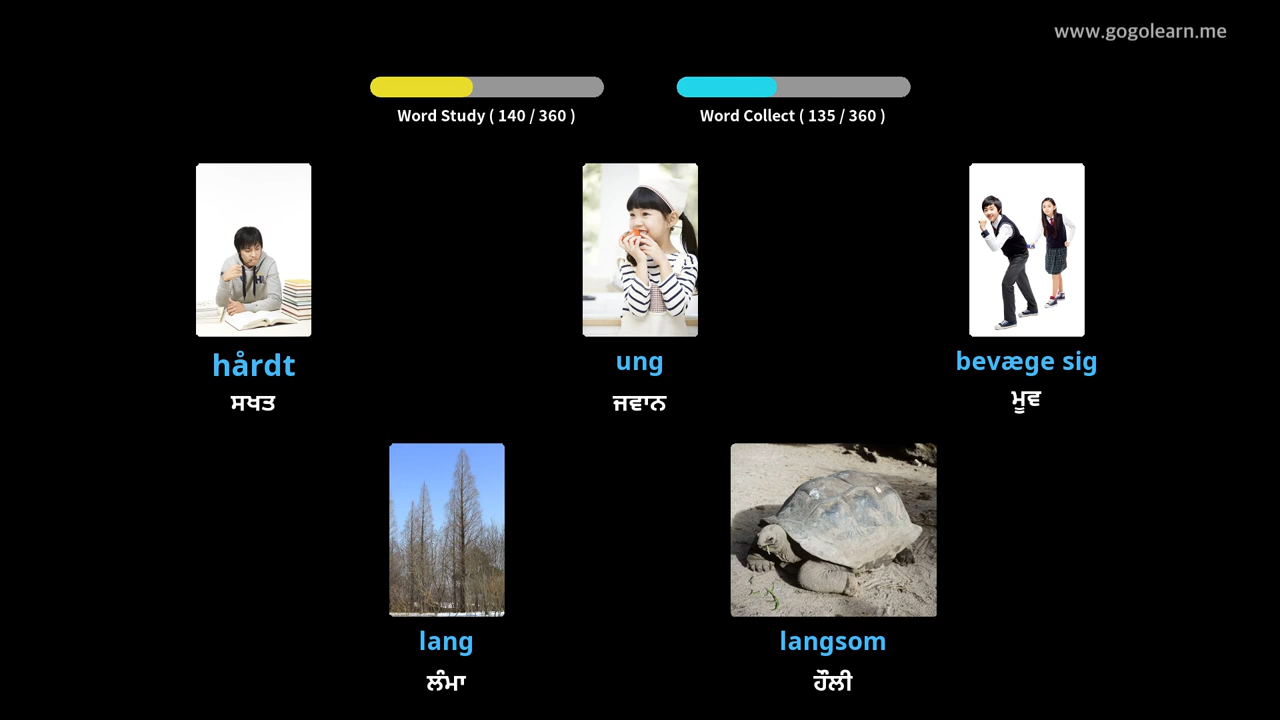 www.gogolearn.me
Word Study ( 140 / 360 )
Word Collect ( 135 / 360 )
hårdt
ਸਖਤ
ung
ਜਵਾਨ
bevæge sig
ਮੂਵ
lang
ਲੰਮਾ
langsom
ਹੌਲੀ